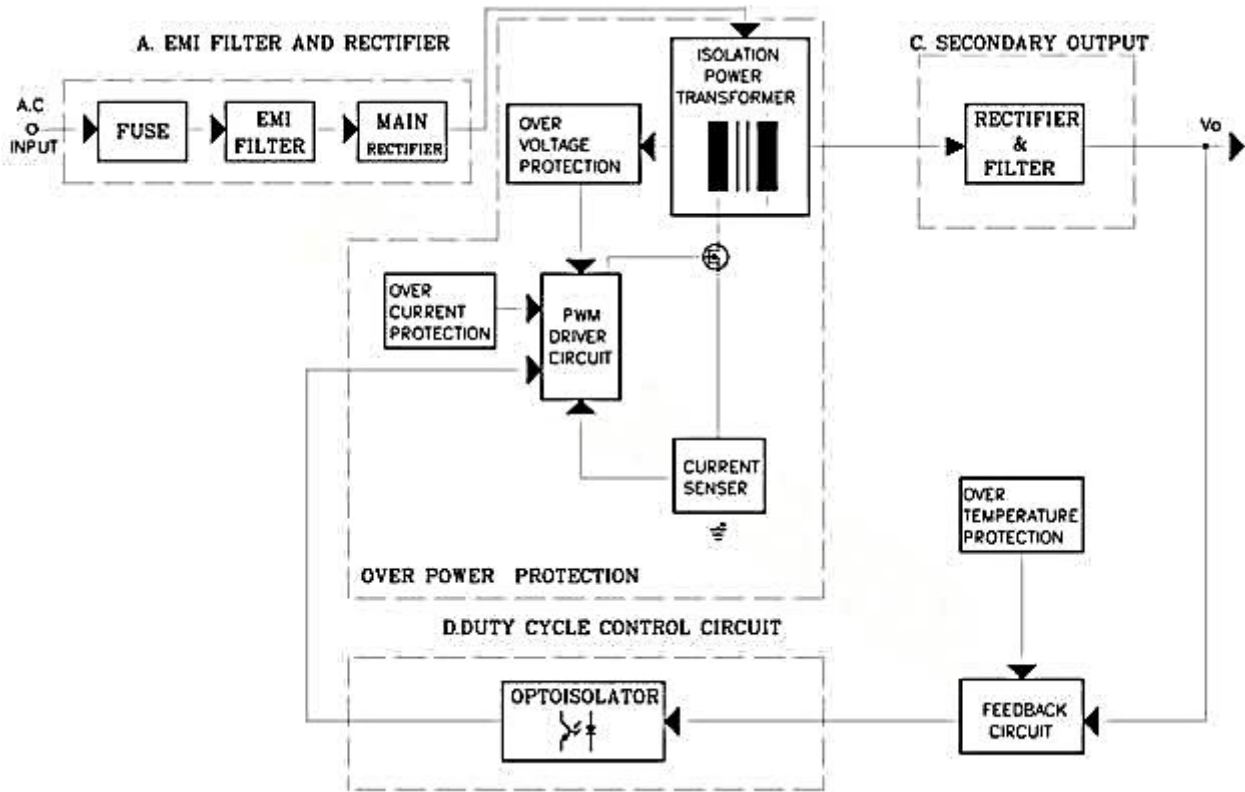 A. EMI FILTER AND RECTIFIER
A.C
INPUT
FUSE
EMI
FILTER
MAIN
RECTIFIER
OVER
VOLTAGE
PROTECTION
ISOLATION
POWER
TRANSFORMER
C. SECONDARY OUTPUT
RECTIFIER
&
FILTER
Vo
OVER
CURRENT
PROTECTION
PWM
DRIVER
CIRCUIT
CURRENT
SENSER
OVER
TEMPERATURE
PROTECTION
OVER POWER PROTECTION
D.DUTY CYCLE CONTROL CIRCUIT
OPTOISOLATOR
FEEDBACK
CIRCUIT